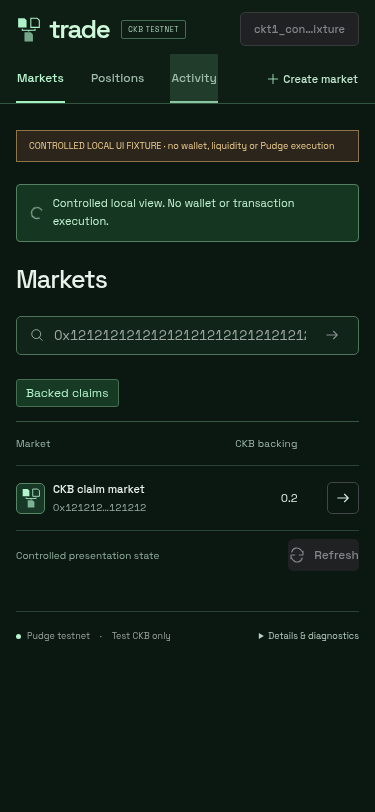 trade
CKB TESTNET
ckt1_con…ixture
Markets
Positions
Activity
Create market
CONTROLLED LOCAL UI FIXTURE · no wallet, liquidity or Pudge execution
Controlled local view. No wallet or transaction
execution.
Markets
0x12121212121212121212121212121212
Backed claims
Market
CKB backing
CKB claim market
0x121212…121212
0.2
Controlled presentation state
Refresh
Pudge testnet · Test CKB only
Details & diagnostics